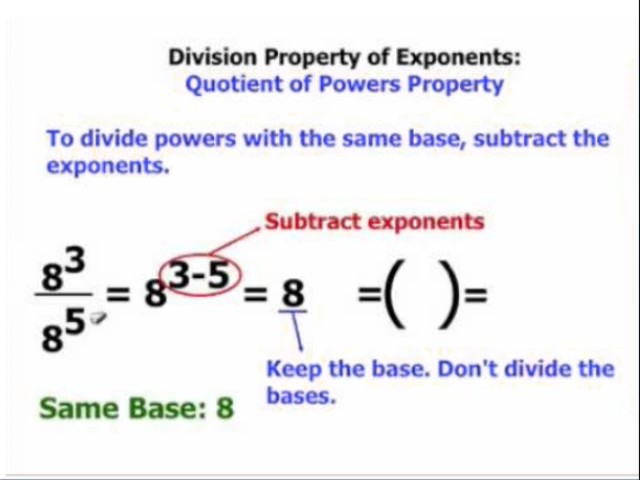 Division Property of Exponents:
Quotient of Powers Property
To divide powers with the same base, subtract the
exponents.
Subtract exponents
8³/8⁵ = 8³⁻⁵ = 8 =( )=
Keep the base. Don't divide the
bases.
Same Base: 8